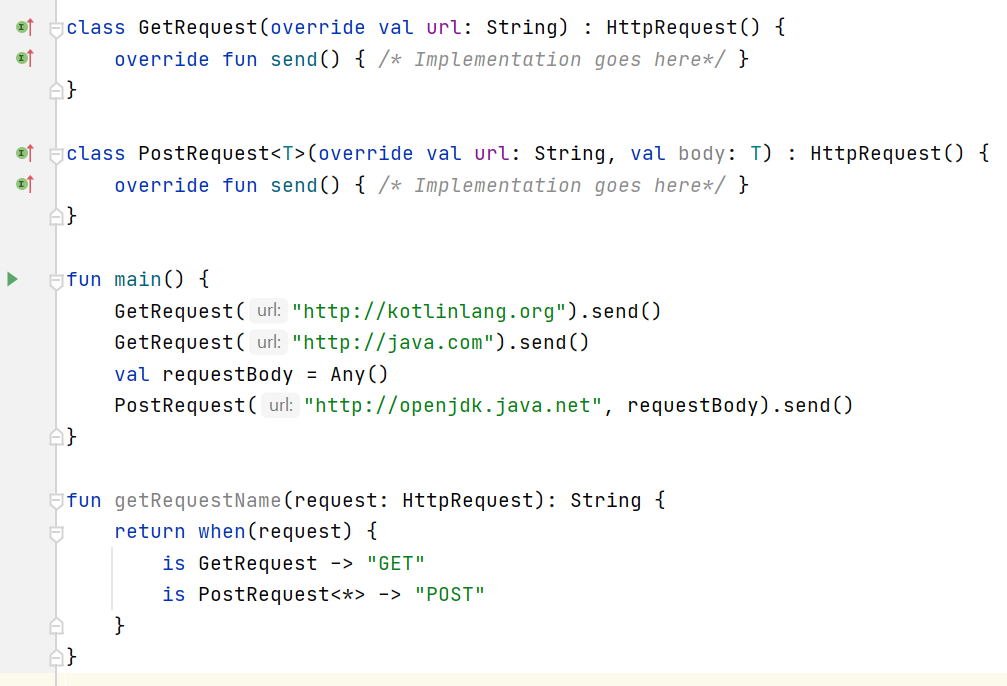 class GetRequest(override val url: String) : HttpRequest() {
    override fun send() { /* Implementation goes here*/ }
}
class PostRequest<T>(override val url: String, val body: T) : HttpRequest() {
    override fun send() { /* Implementation goes here*/ }
}
fun main() {
    GetRequest( url: "http://kotlinlang.org").send()
    GetRequest( url: "http://java.com").send()
    val requestBody = Any()
    PostRequest( url: "http://openjdk.java.net", requestBody).send()
}
fun getRequestName(request: HttpRequest): String {
    return when(request) {
        is GetRequest -> "GET"
        is PostRequest<*> -> "POST"
    }
}